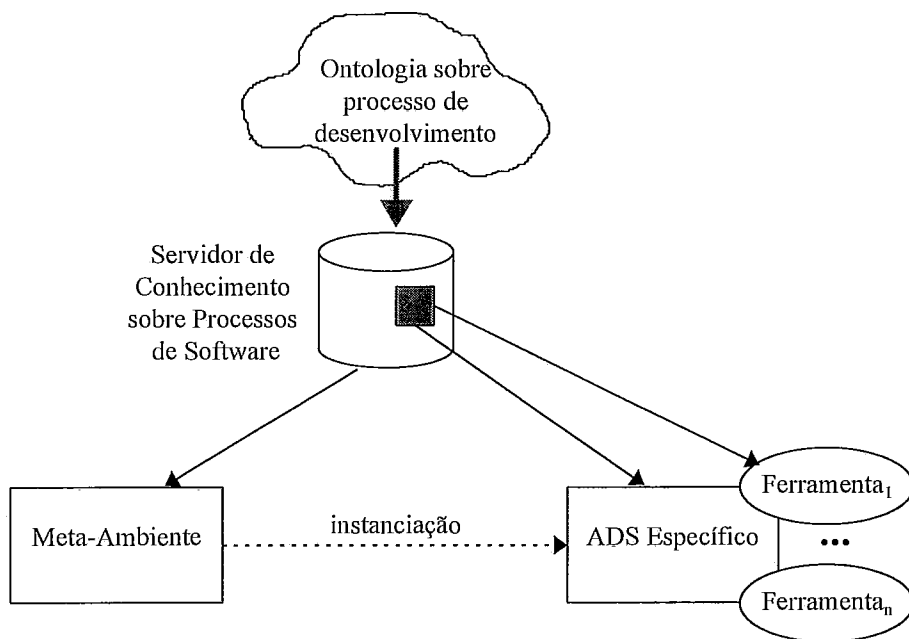 Ontologia sobre
processo de
desenvolvimento
Servidor de
Conhecimento
sobre Processos
de Software
Meta-Ambiente
instanciação
ADS Específico
Ferramenta1
...
Ferramentan